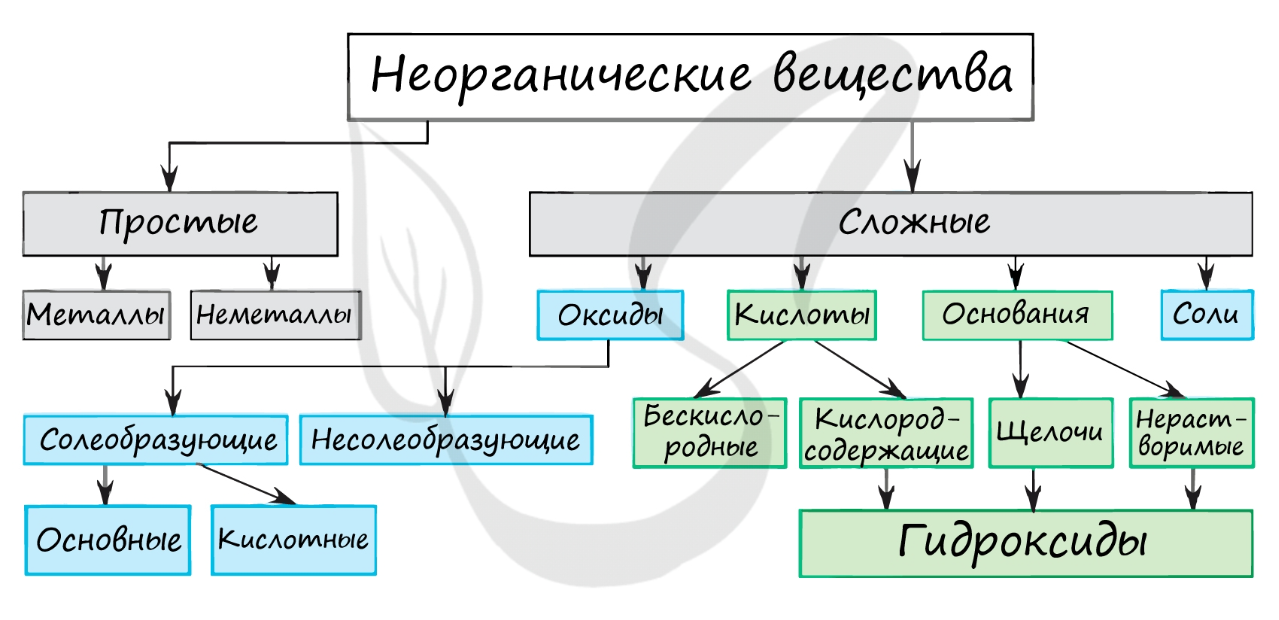 Неорганические вещества
Простые
Сложные
Металлы
Неметаллы
Оксиды
Кислоты
Основания
Соли
Солеобразующие
Несолеобразующие
Бескисло-
родные
Кислород-
содержащие
Щелочи
Нераст-
воримые
Основные
Кислотные
Гидроксиды